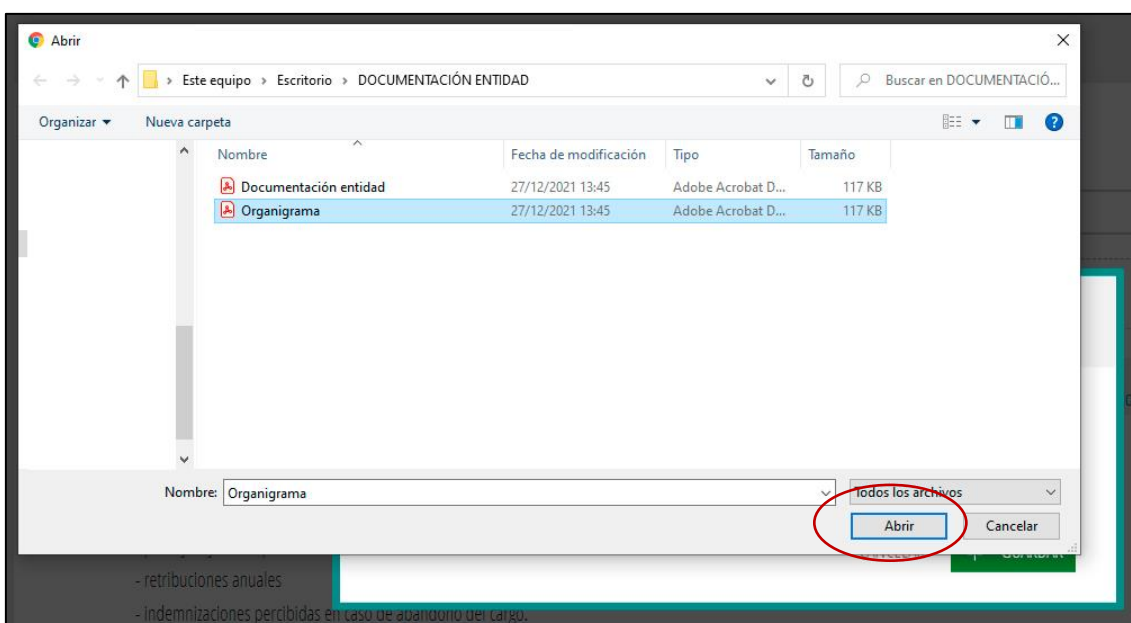 Abrir
Este equipo > Escritorio > DOCUMENTACIÓN ENTIDAD
Buscar en DOCUMENTACIÓ...
Organizar
Nueva carpeta
Nombre Fecha de modificación Tipo Tamaño
Documentación entidad 27/12/2021 13:45 Adobe Acrobat D... 117 KB
Organigrama 27/12/2021 13:45 Adobe Acrobat D... 117 KB
Nombre: Organigrama
Todos los archivos
Abrir Cancelar
- retribuciones anuales
- indemnizaciones percibidas en caso de abandono del cargo.